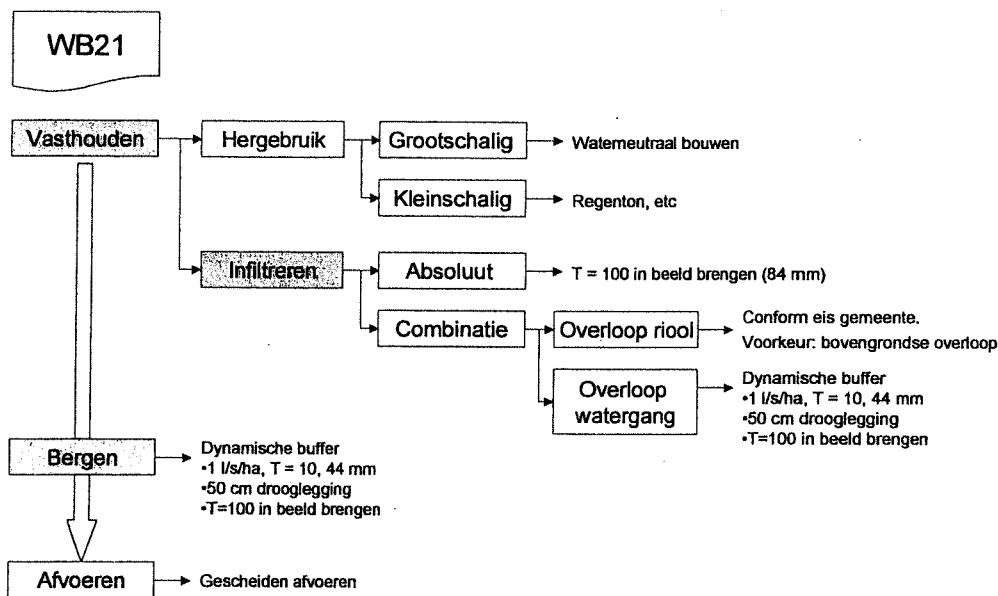 WB21
Vasthouden
Hergebruik
Grootschalig
Waterneutraal bouwen
Kleinschalig
Regenton, etc
Infiltreren
Absoluut
T = 100 in beeld brengen (84 mm)
Combinatie
Overloop riool
Conform eis gemeente.
Voorkeur: bovengrondse overloop
Overloop
watergang
Dynamische buffer
•1 l/s/ha, T = 10, 44 mm
•50 cm drooglegging
•T=100 in beeld brengen
Bergen
Dynamische buffer
•1 l/s/ha, T = 10, 44 mm
•50 cm drooglegging
•T=100 in beeld brengen
Afvoeren
Gescheiden afvoeren